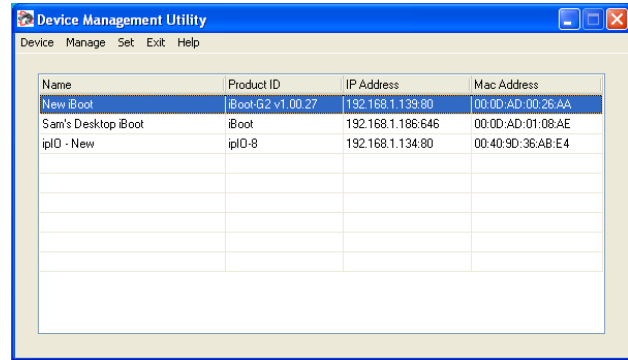 Device Management Utility
Device Manage Set Exit Help
Name Product ID IP Address Mac Address
New iBoot iBoot-G2 v1.00.27 192.168.1.139:80 00:0D:AD:00:26:AA
Sam's Desktop iBoot iBoot 192.168.1.186:646 00:0D:AD:01:08:AE
ipIO - New ipIO-8 192.168.1.134:80 00:40:9D:36:AB:E4